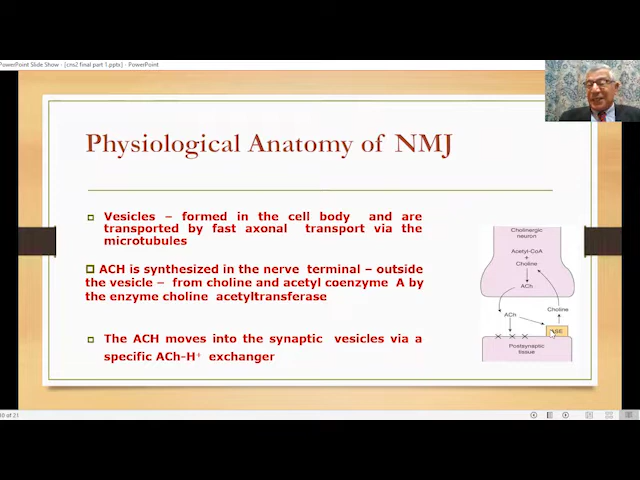 PowerPoint Slide Show - [cns2 final part 1.pptx] - PowerPoint
Physiological Anatomy of NMJ
Vesicles – formed in the cell body and are
transported by fast axonal transport via the
microtubules
ACH is synthesized in the nerve terminal – outside
the vesicle – from choline and acetyl coenzyme A by
the enzyme choline acetyltransferase
The ACH moves into the synaptic vesicles via a
specific ACh-H⁺ exchanger
Cholinergic
neuron
Acetyl-CoA
+
Choline
ACh
Choline
ACh
ASE
Postsynaptic
tissue
10 of 21